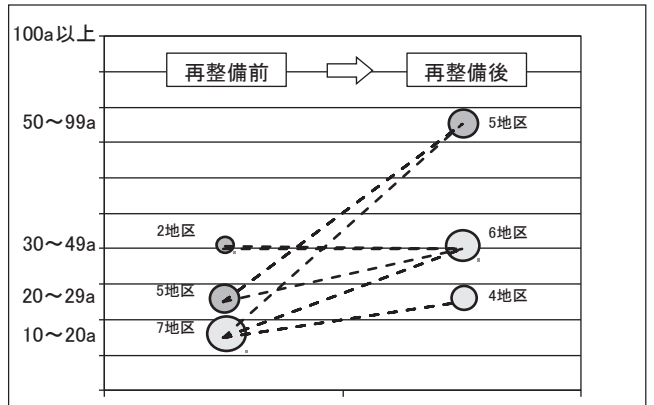 100a以上
再整備前
再整備後
50～99a
5地区
2地区
6地区
30～49a
5地区
4地区
20～29a
7地区
10～20a